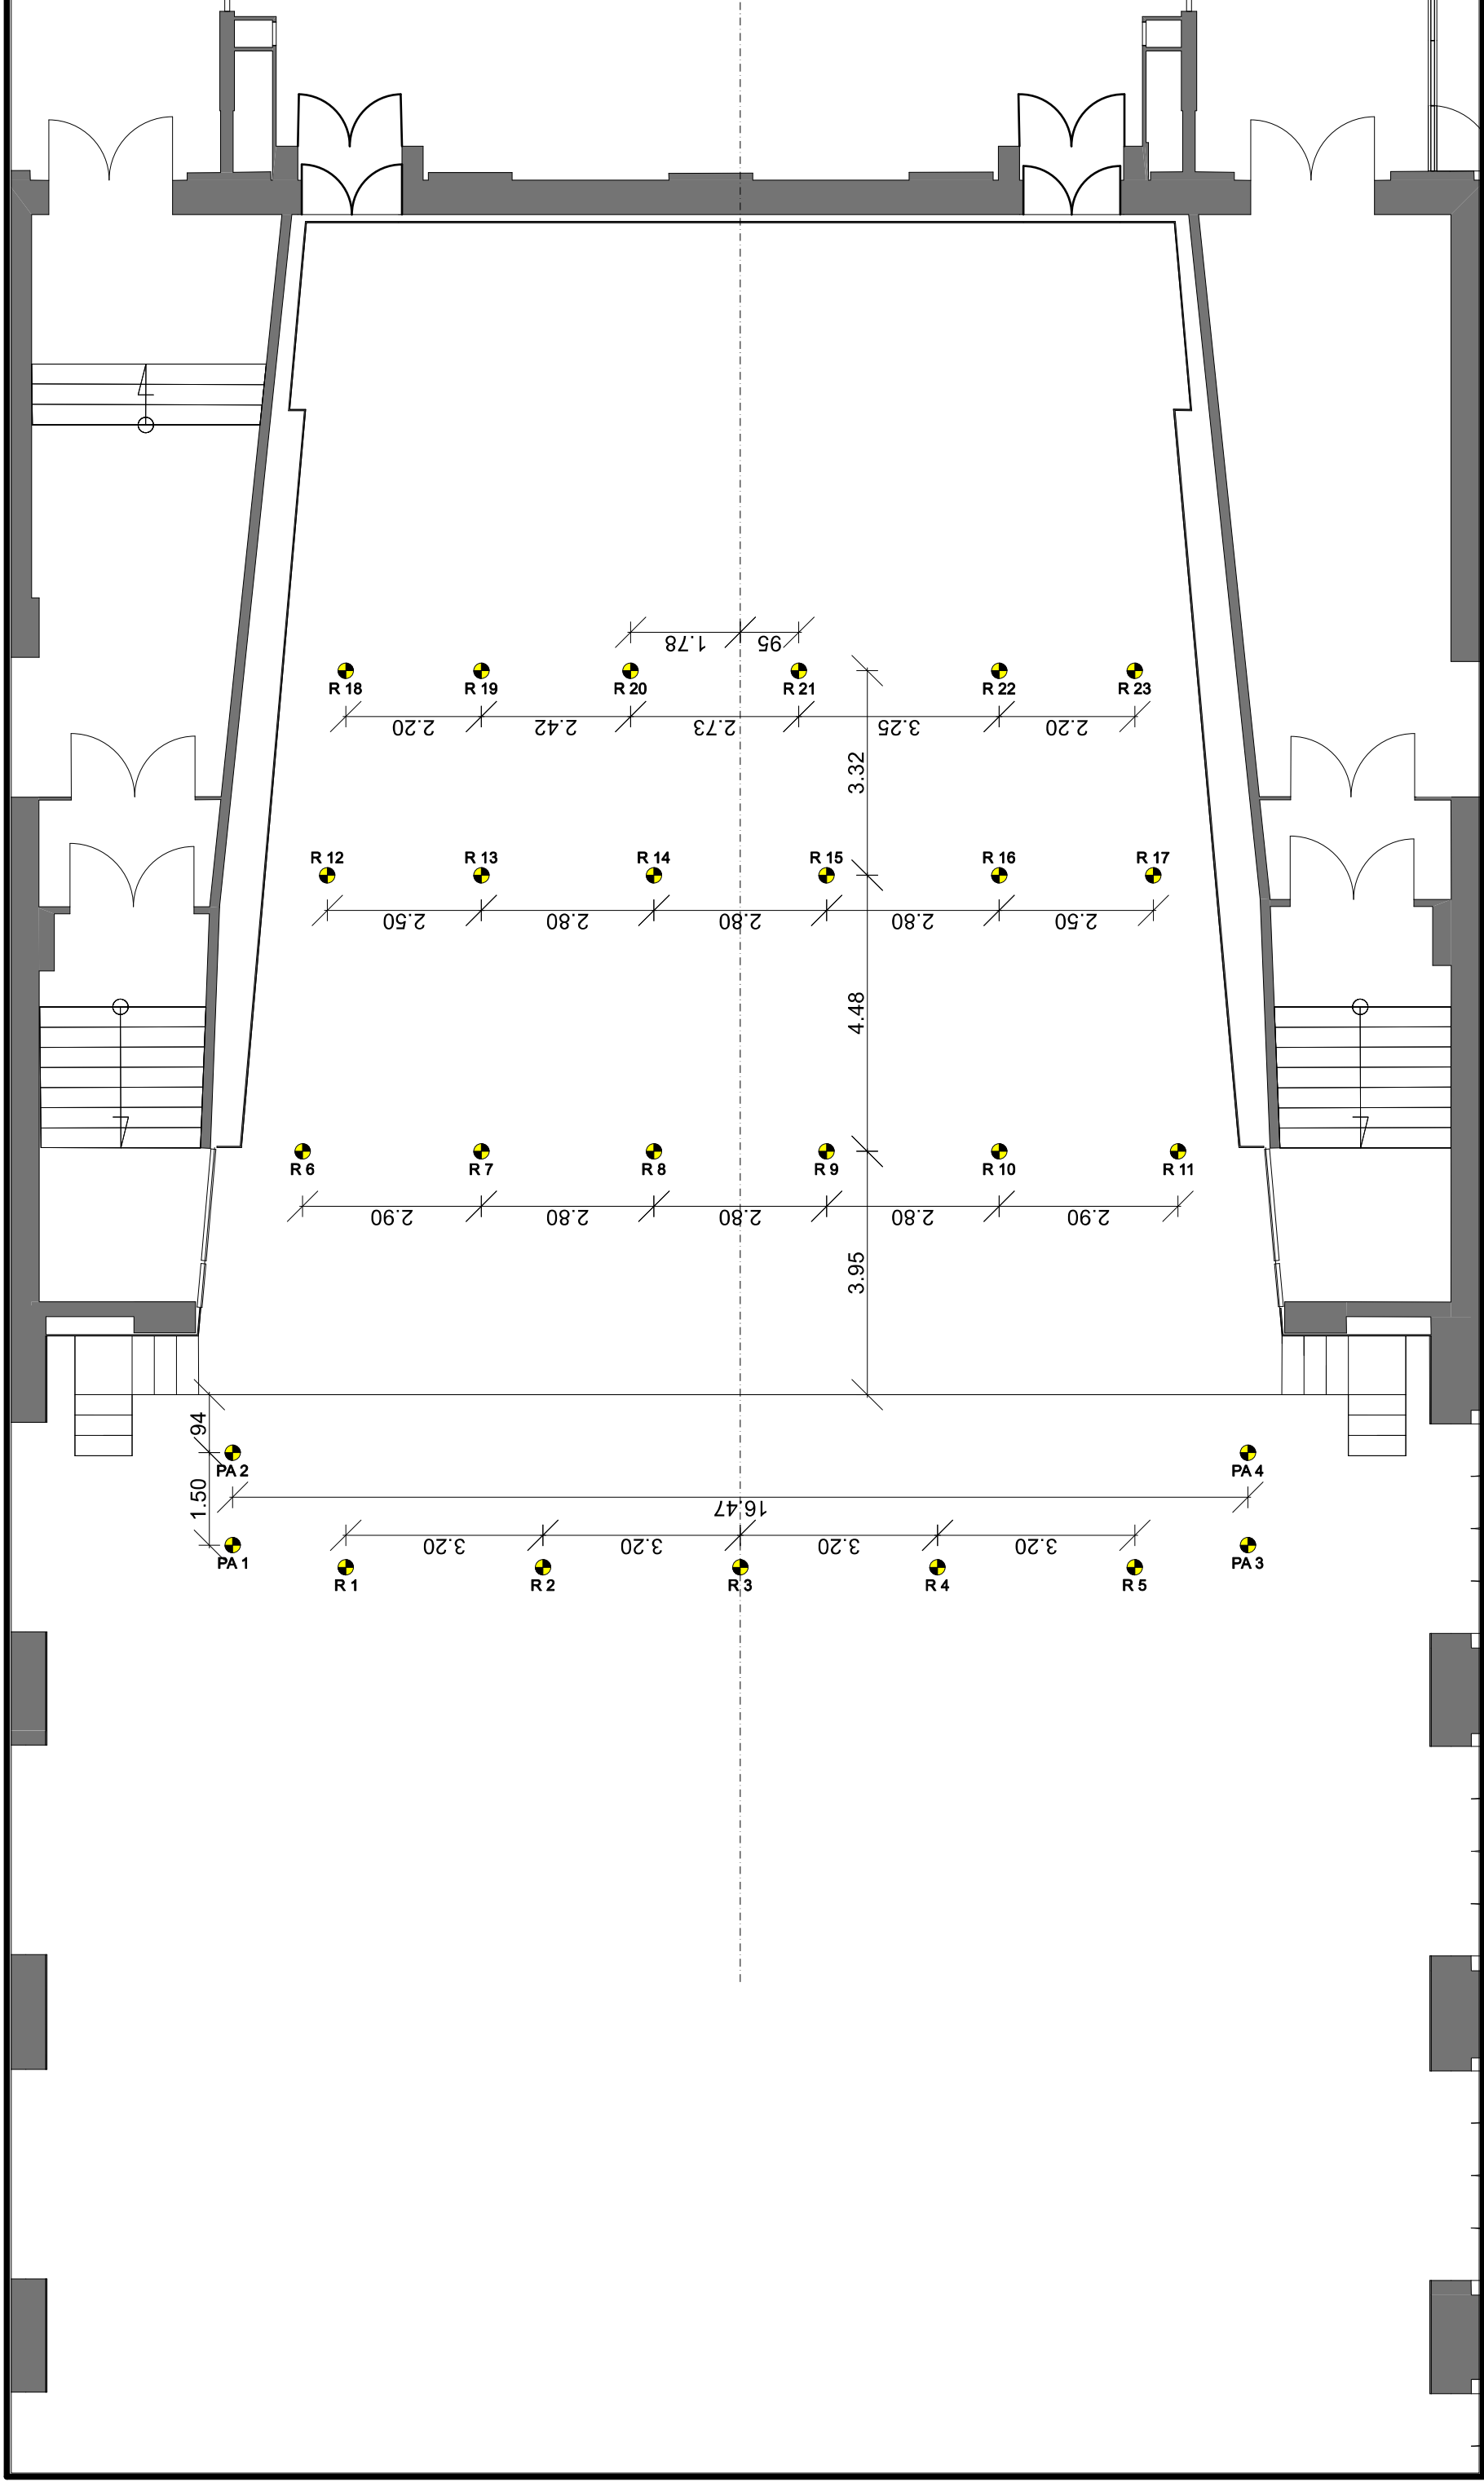 1.78 95
R 18 R 19 R 20 R 21 R 22 R 23
2.20 2.42 2.73 3.25 2.20
3.32
R 12 R 13 R 14 R 15 R 16 R 17
2.50 2.80 2.80 2.80 2.50
4.48
R 6 R 7 R 8 R 9 R 10 R 11
2.90 2.80 2.80 2.80 2.90
3.95
94
PA 2 PA 4
1.50
16.47
3.20 3.20 3.20 3.20
PA 1 PA 3
R 1 R 2 R 3 R 4 R 5